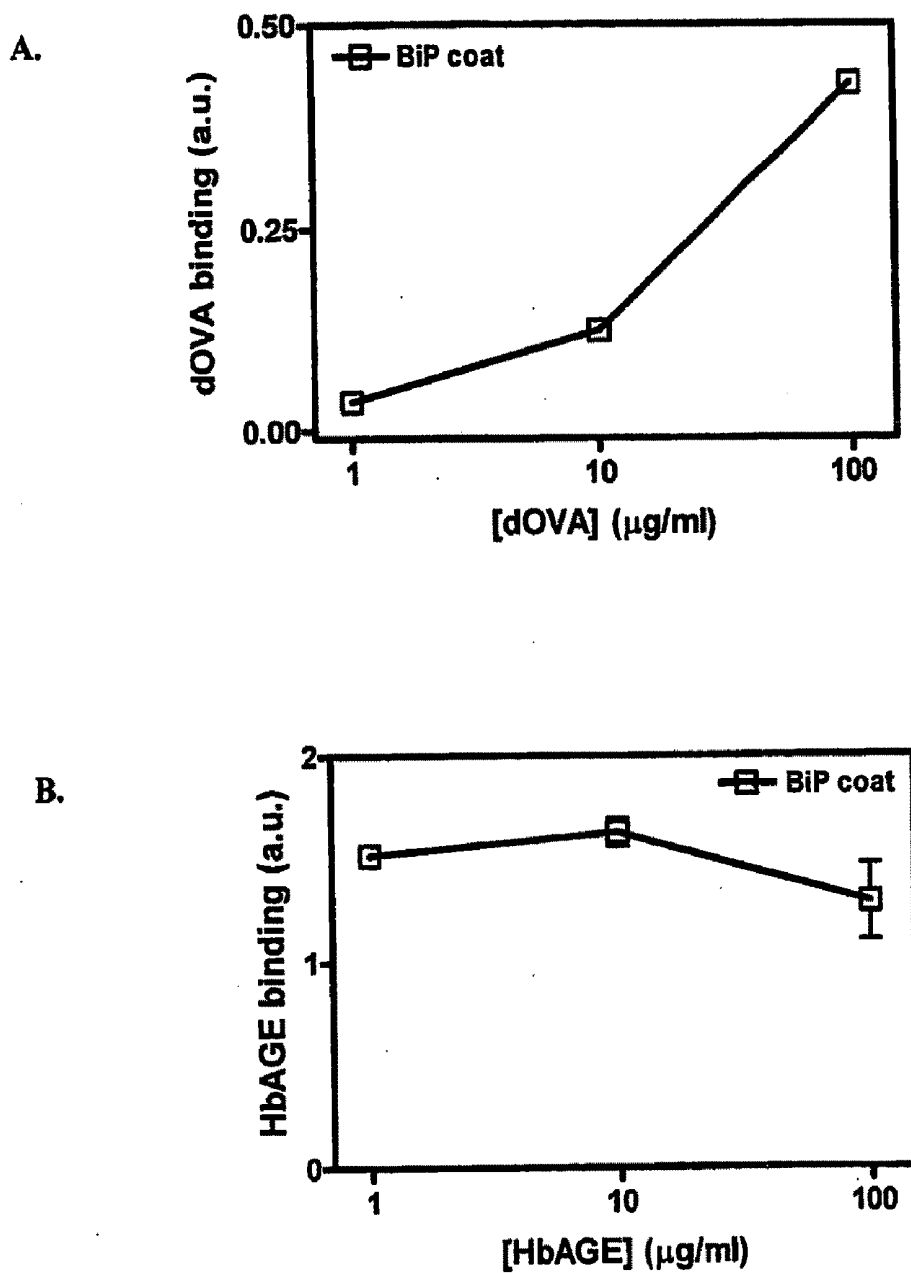 A.
BiP coat
dOVA binding (a.u.)
0.50
0.25
0.00
1 10 100
[dOVA] (μg/ml)
B.
BiP coat
HbAGE binding (a.u.)
2
1
0
1 10 100
[HbAGE] (μg/ml)